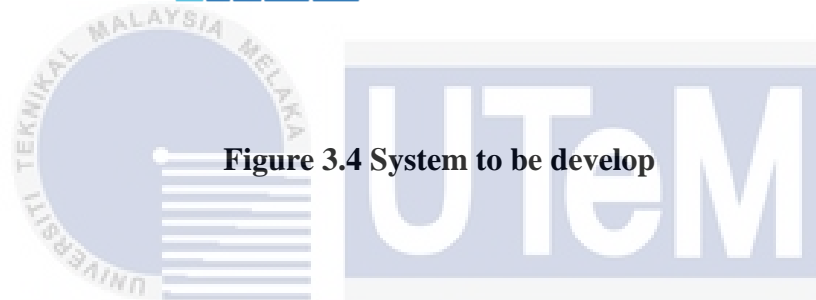 UNIVERSITI TEKNIKAL MALAYSIA MELAKA
UTeM
Figure 3.4 System to be develop